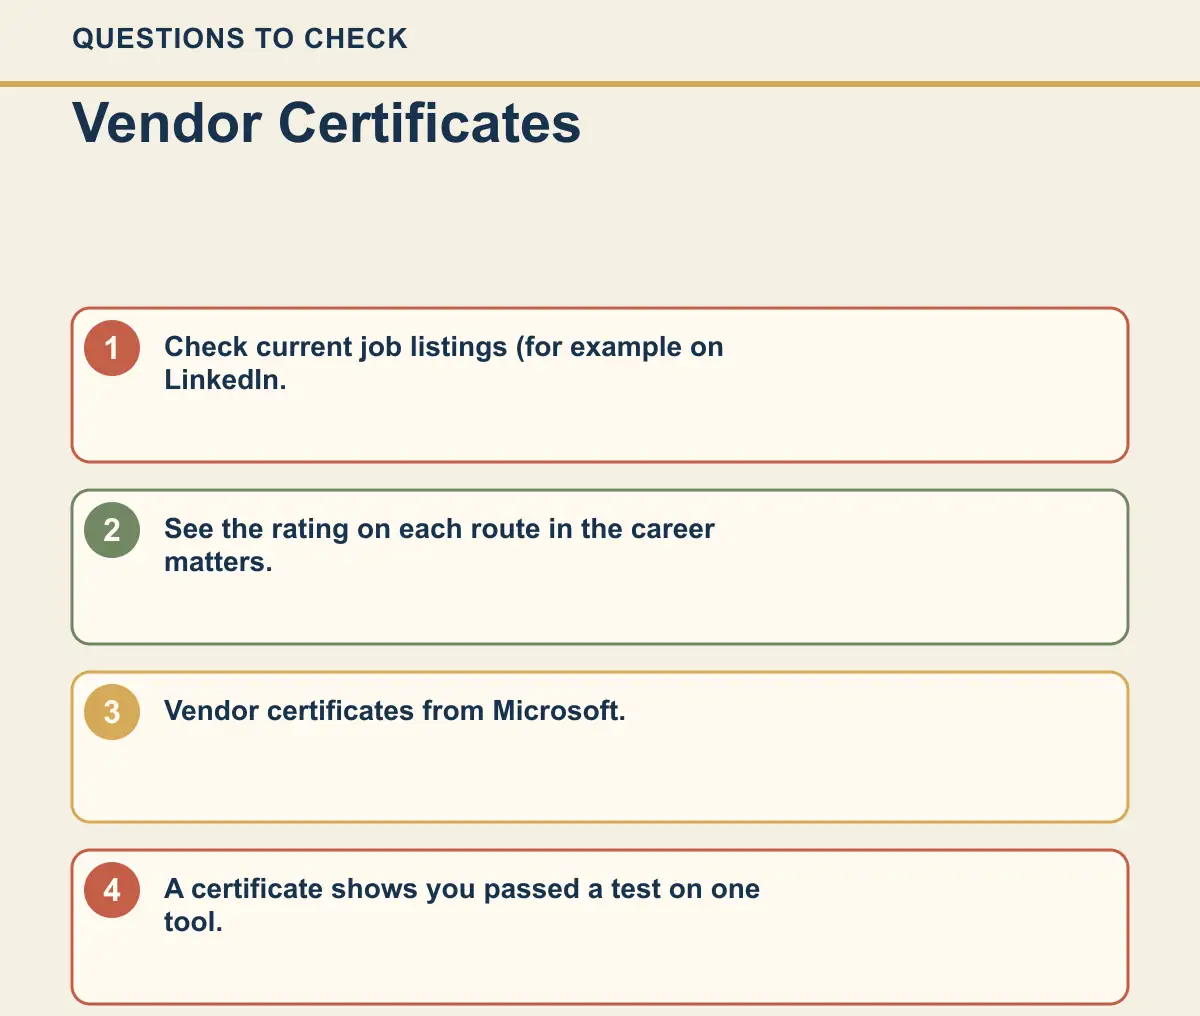 QUESTIONS TO CHECK
Vendor Certificates
1
Check current job listings (for example on
LinkedIn.
2
See the rating on each route in the career
matters.
3
Vendor certificates from Microsoft.
4
A certificate shows you passed a test on one
tool.